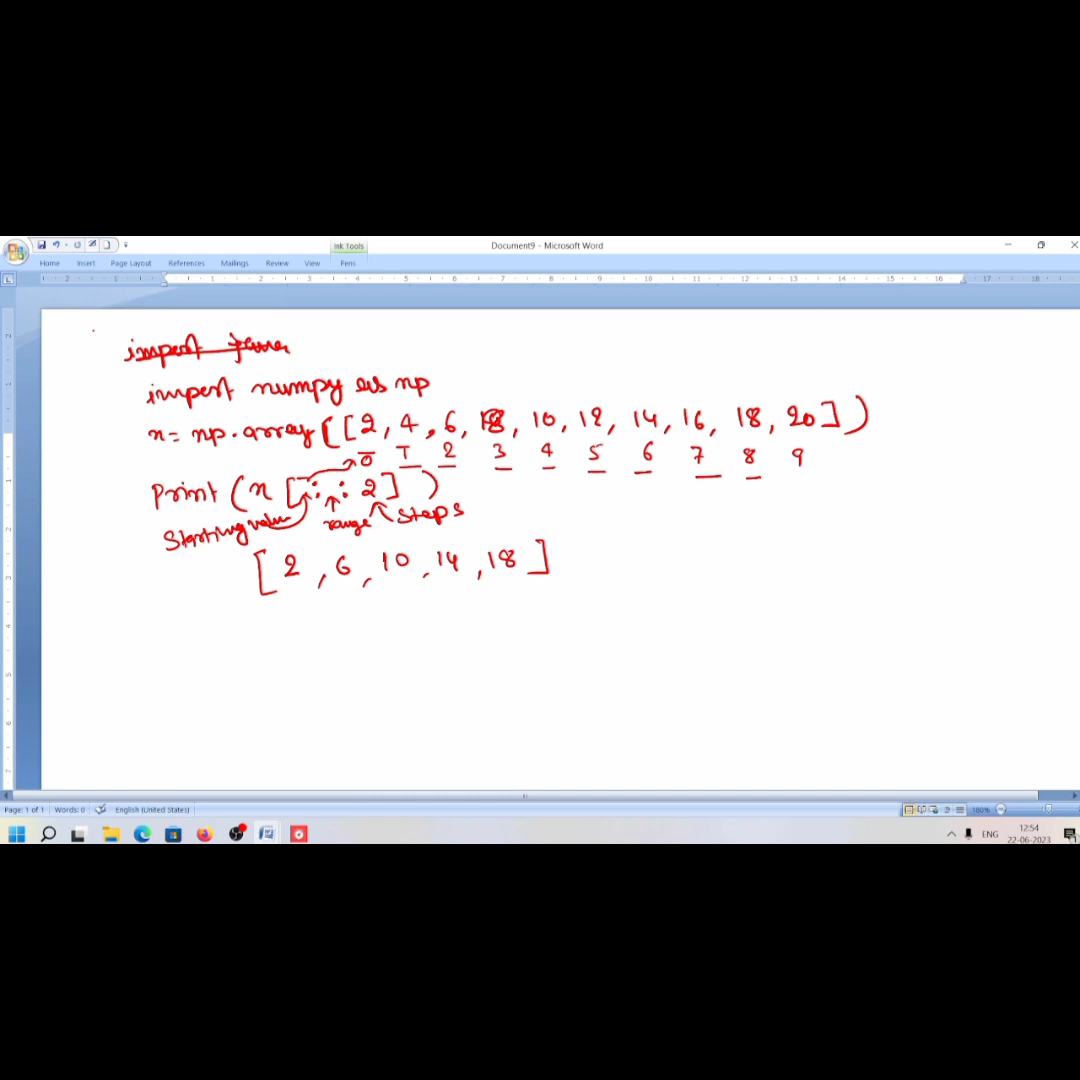 Ink Tools
Document9 - Microsoft Word
Home Insert Page Layout References Mailings Review View Pens
import numpy as np
n= np.array([2, 4, 6, 8, 10, 12, 14, 16, 18, 20])
0 1 2 3 4 5 6 7 8 9
Print (n [ : : 2 ] )
Starting value range steps
[ 2 , 6 , 10 , 14 , 18 ]
Page: 1 of 1 Words: 0 English (United States) 180%
ENG 12:54
22-06-2023